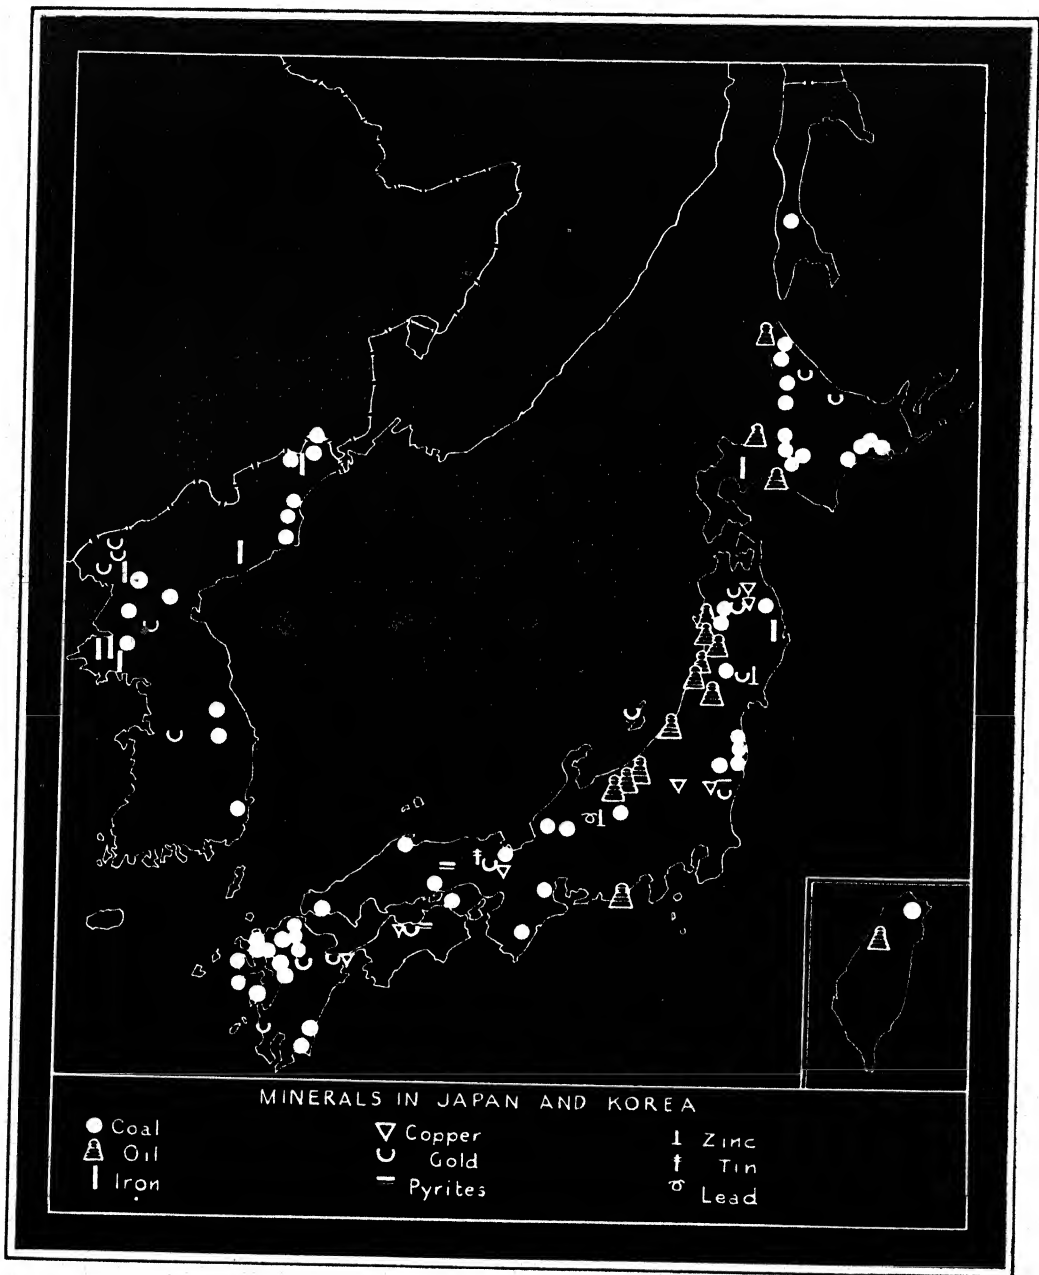 MINERALS IN JAPAN AND KOREA
Coal
Oil
Iron
Copper
Gold
Pyrites
Zinc
Tin
Lead